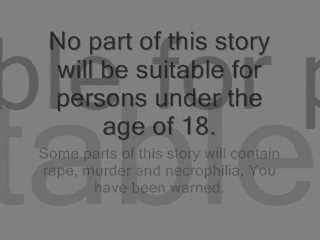 No part of this story
will be suitable for
persons under the
age of 18.
Some parts of this story will contain
rape, murder and necrophilia. You
have been warned.